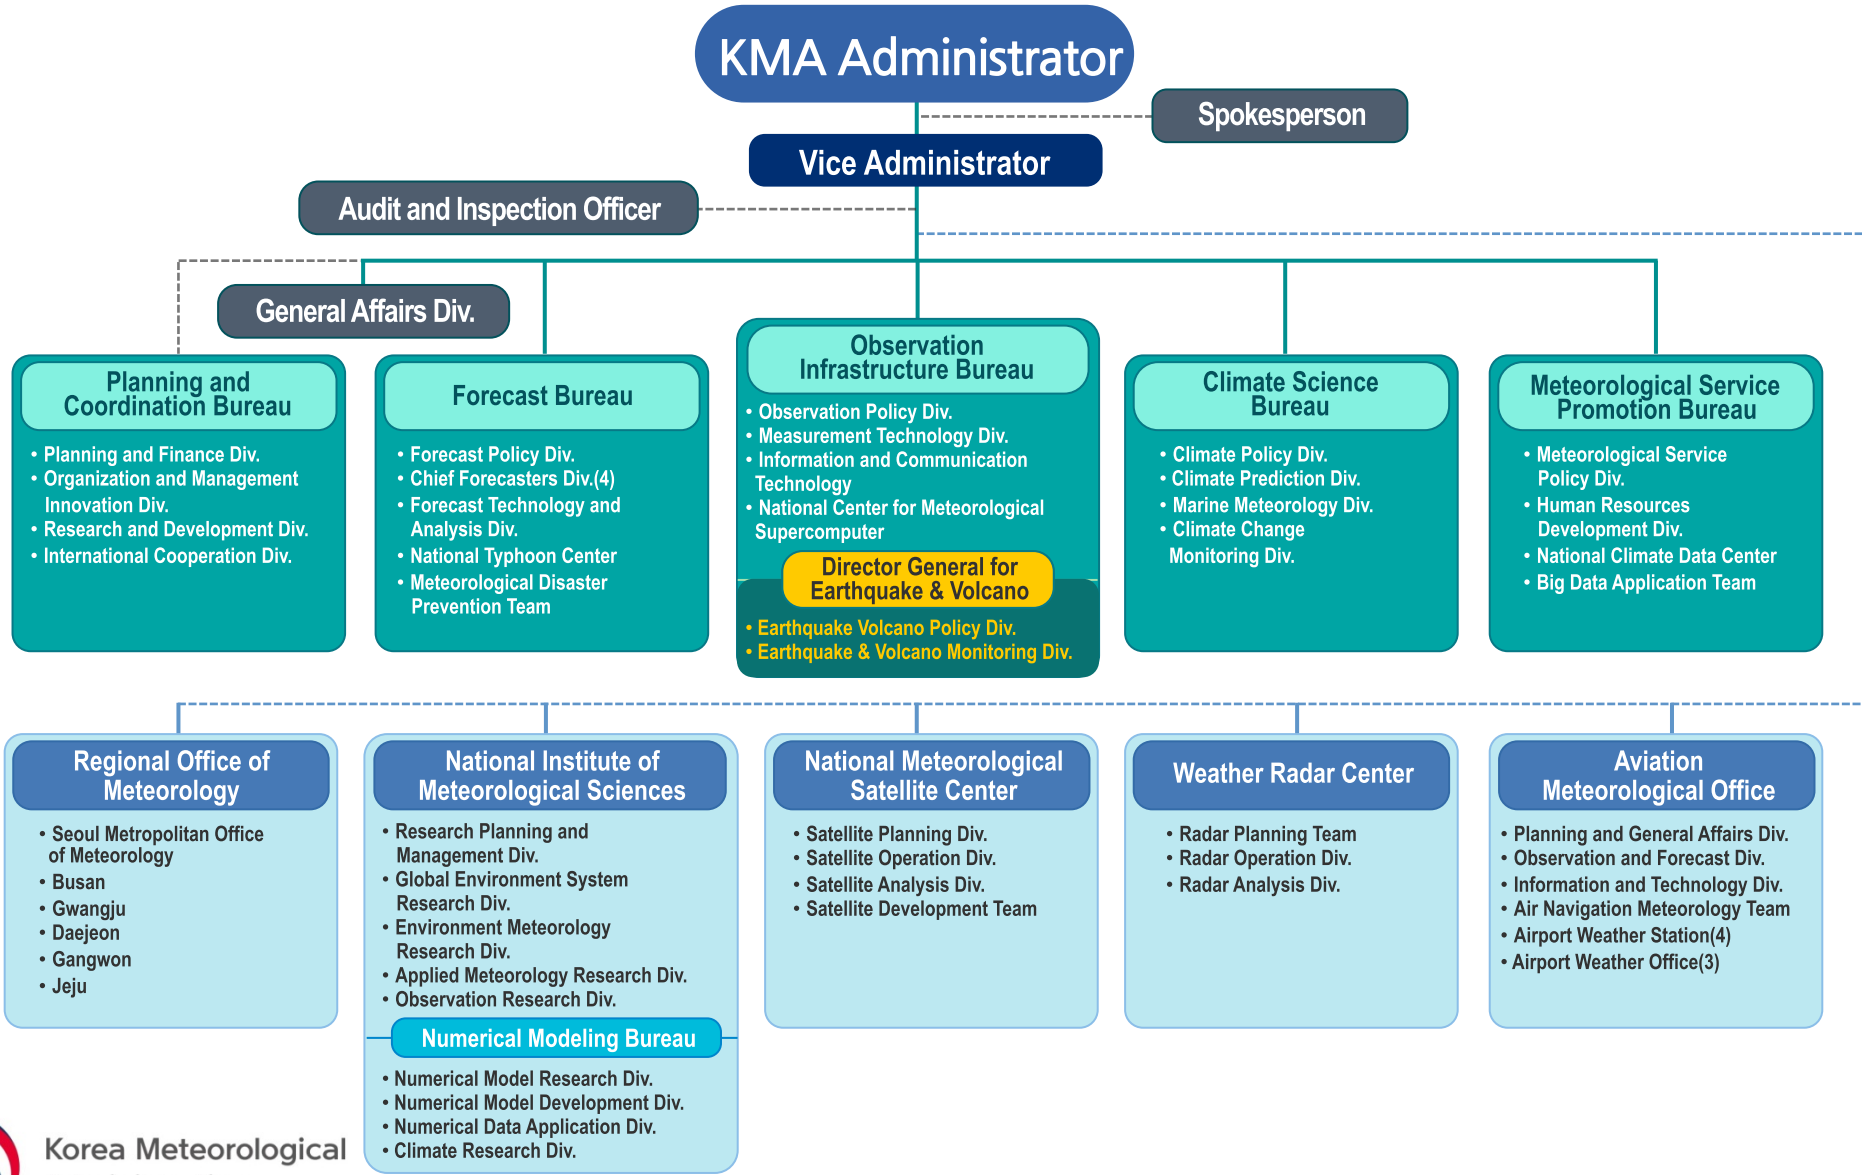 KMA Administrator
Spokesperson
Vice Administrator
Audit and Inspection Officer
General Affairs Div.
Planning and
Coordination Bureau
• Planning and Finance Div.
• Organization and Management
Innovation Div.
• Research and Development Div.
• International Cooperation Div.
Forecast Bureau
• Forecast Policy Div.
• Chief Forecasters Div.(4)
• Forecast Technology and
Analysis Div.
• National Typhoon Center
• Meteorological Disaster
Prevention Team
Observation
Infrastructure Bureau
• Observation Policy Div.
• Measurement Technology Div.
• Information and Communication
Technology
• National Center for Meteorological
Supercomputer
Director General for
Earthquake & Volcano
• Earthquake Volcano Policy Div.
• Earthquake & Volcano Monitoring Div.
Climate Science
Bureau
• Climate Policy Div.
• Climate Prediction Div.
• Marine Meteorology Div.
• Climate Change
Monitoring Div.
Meteorological Service
Promotion Bureau
• Meteorological Service
Policy Div.
• Human Resources
Development Div.
• National Climate Data Center
• Big Data Application Team
Regional Office of
Meteorology
• Seoul Metropolitan Office
of Meteorology
• Busan
• Gwangju
• Daejeon
• Gangwon
• Jeju
National Institute of
Meteorological Sciences
• Research Planning and
Management Div.
• Global Environment System
Research Div.
• Environment Meteorology
Research Div.
• Applied Meteorology Research Div.
• Observation Research Div.
Numerical Modeling Bureau
• Numerical Model Research Div.
• Numerical Model Development Div.
• Numerical Data Application Div.
• Climate Research Div.
National Meteorological
Satellite Center
• Satellite Planning Div.
• Satellite Operation Div.
• Satellite Analysis Div.
• Satellite Development Team
Weather Radar Center
• Radar Planning Team
• Radar Operation Div.
• Radar Analysis Div.
Aviation
Meteorological Office
• Planning and General Affairs Div.
• Observation and Forecast Div.
• Information and Technology Div.
• Air Navigation Meteorology Team
• Airport Weather Station(4)
• Airport Weather Office(3)
Korea Meteorological